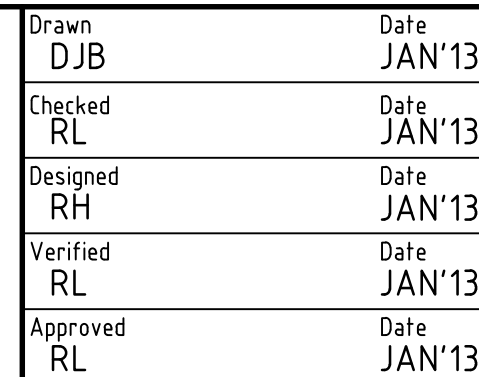 Drawn Date
DJB JAN'13
Checked Date
RL JAN'13
Designed Date
RH JAN'13
Verified Date
RL JAN'13
Approved Date
RL JAN'13